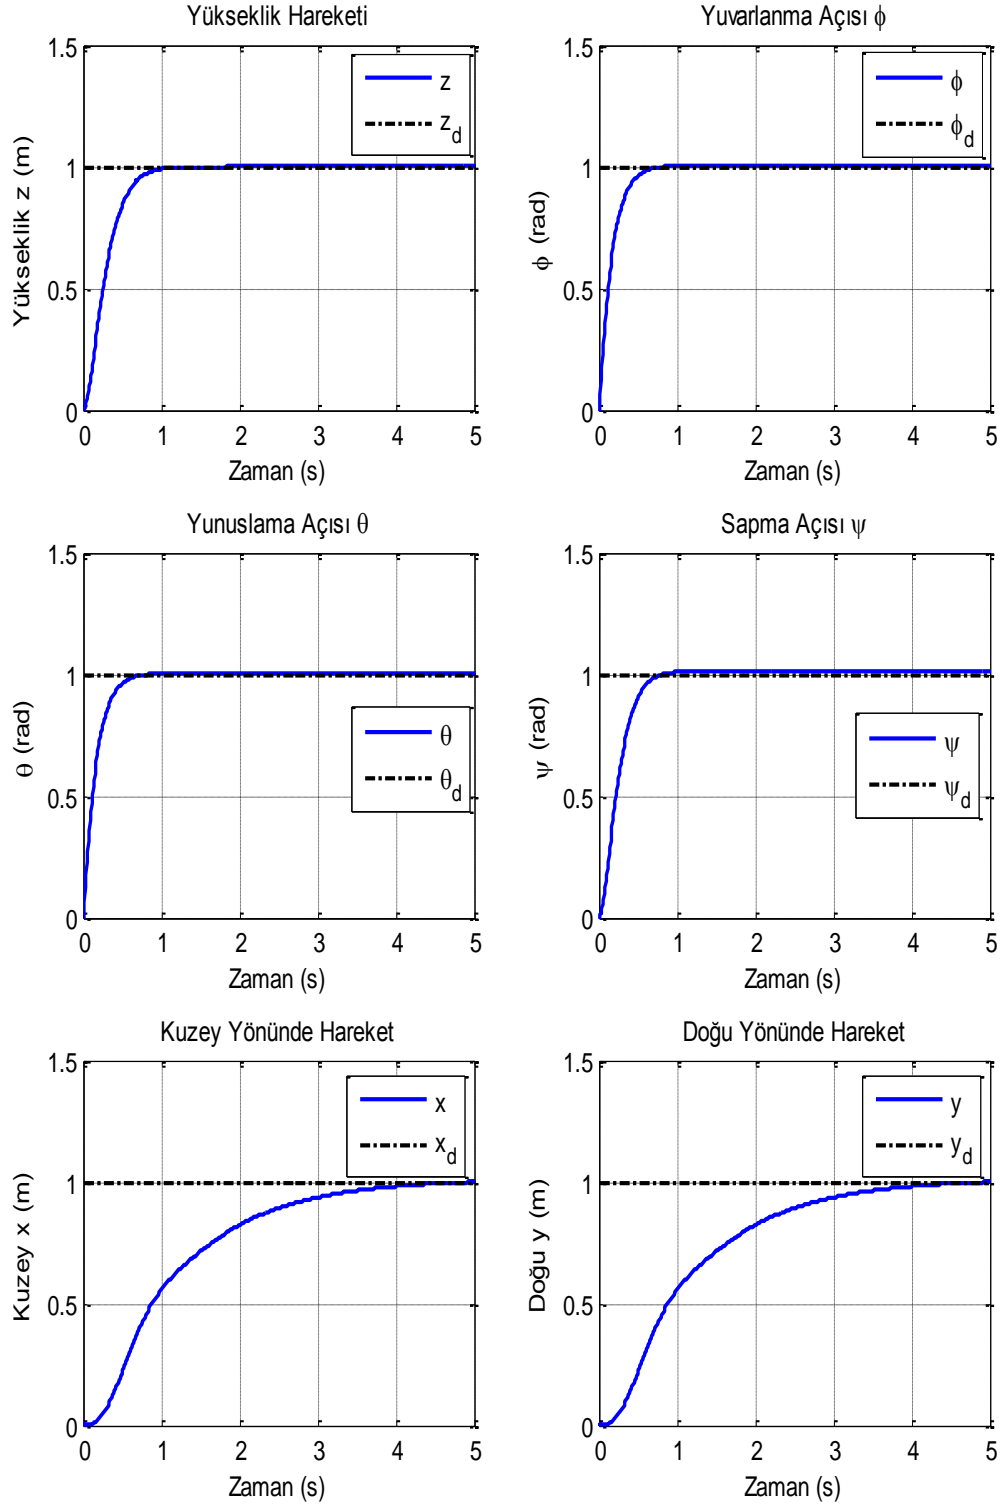 Yükseklik Hareketi
Yükseklik z (m)
1.5
1
0.5
0
0 1 2 3 4 5
Zaman (s)
z
z_d
Yuvarlanma Açısı ϕ
ϕ (rad)
1.5
1
0.5
0
0 1 2 3 4 5
Zaman (s)
ϕ
ϕ_d
Yunuslama Açısı θ
θ (rad)
1.5
1
0.5
0
0 1 2 3 4 5
Zaman (s)
θ
θ_d
Sapma Açısı ψ
ψ (rad)
1.5
1
0.5
0
0 1 2 3 4 5
Zaman (s)
ψ
ψ_d
Kuzey Yönünde Hareket
Kuzey x (m)
1.5
1
0.5
0
0 1 2 3 4 5
Zaman (s)
x
x_d
Doğu Yönünde Hareket
Doğu y (m)
1.5
1
0.5
0
0 1 2 3 4 5
Zaman (s)
y
y_d